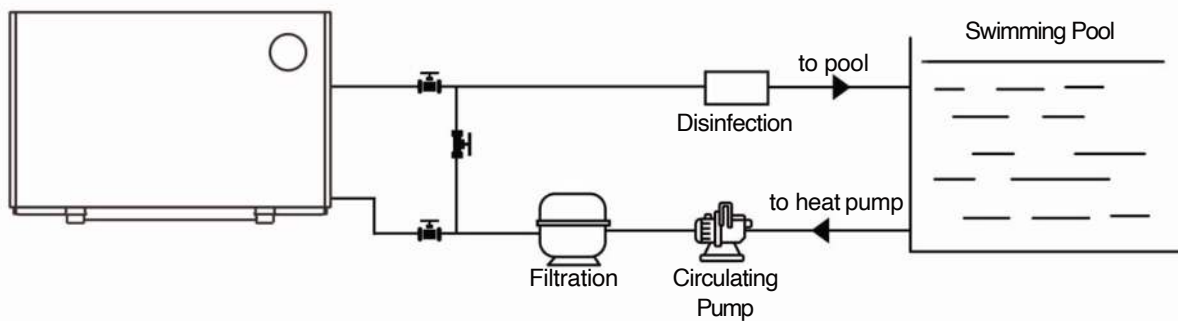 Swimming Pool
to pool
Disinfection
to heat pump
Filtration
Circulating
Pump